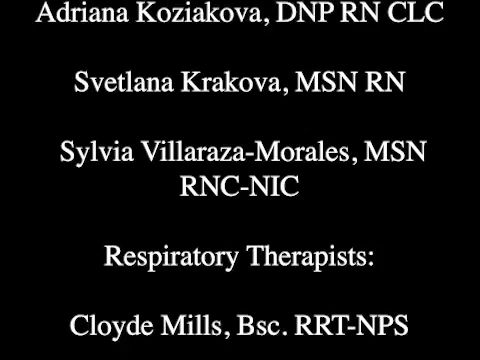 Adriana Koziakova, DNP RN CLC
Svetlana Krakova, MSN RN
Sylvia Villaraza-Morales, MSN
RNC-NIC
Respiratory Therapists:
Cloyde Mills, Bsc. RRT-NPS